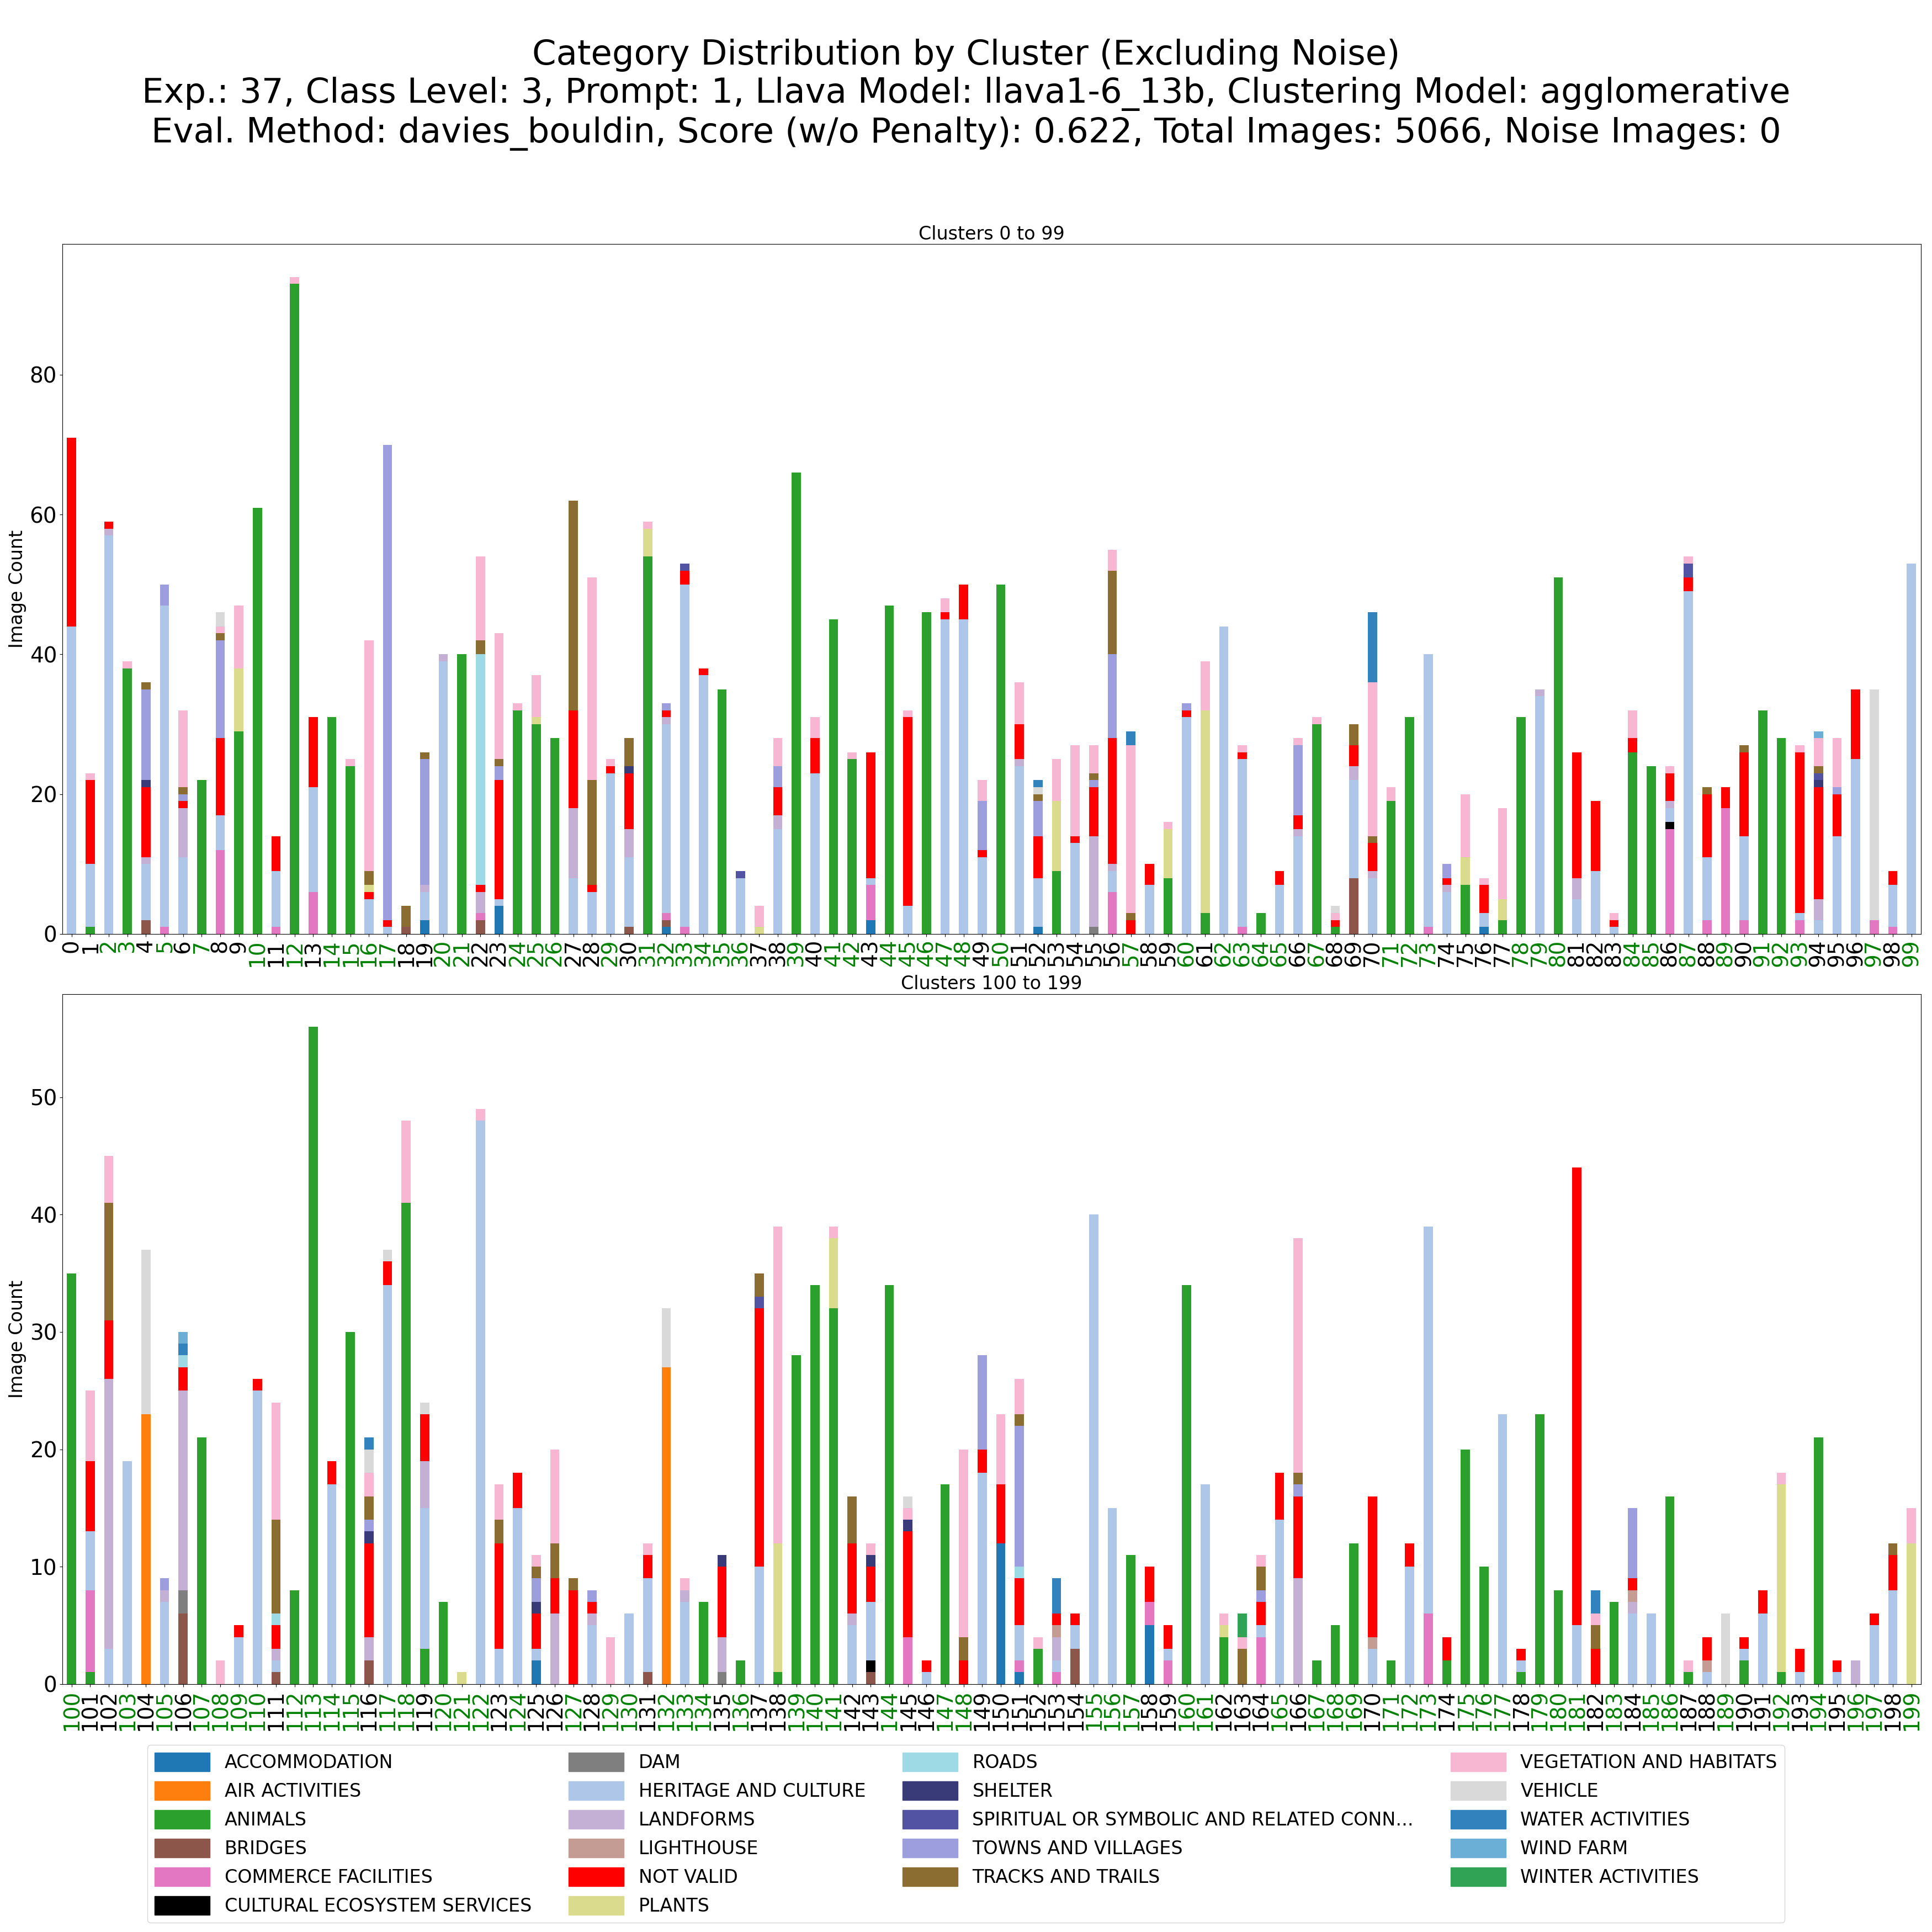 Category Distribution by Cluster (Excluding Noise)
Exp.: 37, Class Level: 3, Prompt: 1, Llava Model: llava1-6_13b, Clustering Model: agglomerative
Eval. Method: davies_bouldin, Score (w/o Penalty): 0.622, Total Images: 5066, Noise Images: 0
Clusters 0 to 99
Image Count
80
60
40
20
0
0 1 2 3 4 5 6 7 8 9 10 11 12 13 14 15 16 17 18 19 20 21 22 23 24 25 26 27 28 29 30 31 32 33 34 35 36 37 38 39 40 41 42 43 44 45 46 47 48 49 50 51 52 53 54 55 56 57 58 59 60 61 62 63 64 65 66 67 68 69 70 71 72 73 74 75 76 77 78 79 80 81 82 83 84 85 86 87 88 89 90 91 92 93 94 95 96 97 98 99
Clusters 100 to 199
Image Count
50
40
30
20
10
0
100 101 102 103 104 105 106 107 108 109 110 111 112 113 114 115 116 117 118 119 120 121 122 123 124 125 126 127 128 129 130 131 132 133 134 135 136 137 138 139 140 141 142 143 144 145 146 147 148 149 150 151 152 153 154 155 156 157 158 159 160 161 162 163 164 165 166 167 168 169 170 171 172 173 174 175 176 177 178 179 180 181 182 183 184 185 186 187 188 189 190 191 192 193 194 195 196 197 198 199
ACCOMMODATION
AIR ACTIVITIES
ANIMALS
BRIDGES
COMMERCE FACILITIES
CULTURAL ECOSYSTEM SERVICES
DAM
HERITAGE AND CULTURE
LANDFORMS
LIGHTHOUSE
NOT VALID
PLANTS
ROADS
SHELTER
SPIRITUAL OR SYMBOLIC AND RELATED CONN...
TOWNS AND VILLAGES
TRACKS AND TRAILS
VEGETATION AND HABITATS
VEHICLE
WATER ACTIVITIES
WIND FARM
WINTER ACTIVITIES